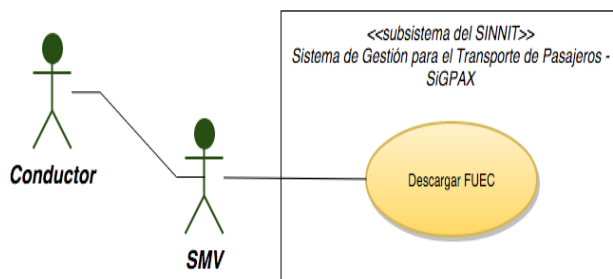 <<subsistema del SINNIT>>
Sistema de Gestión para el Transporte de Pasajeros -
SiGPAX
Conductor
Descargar FUEC
SMV